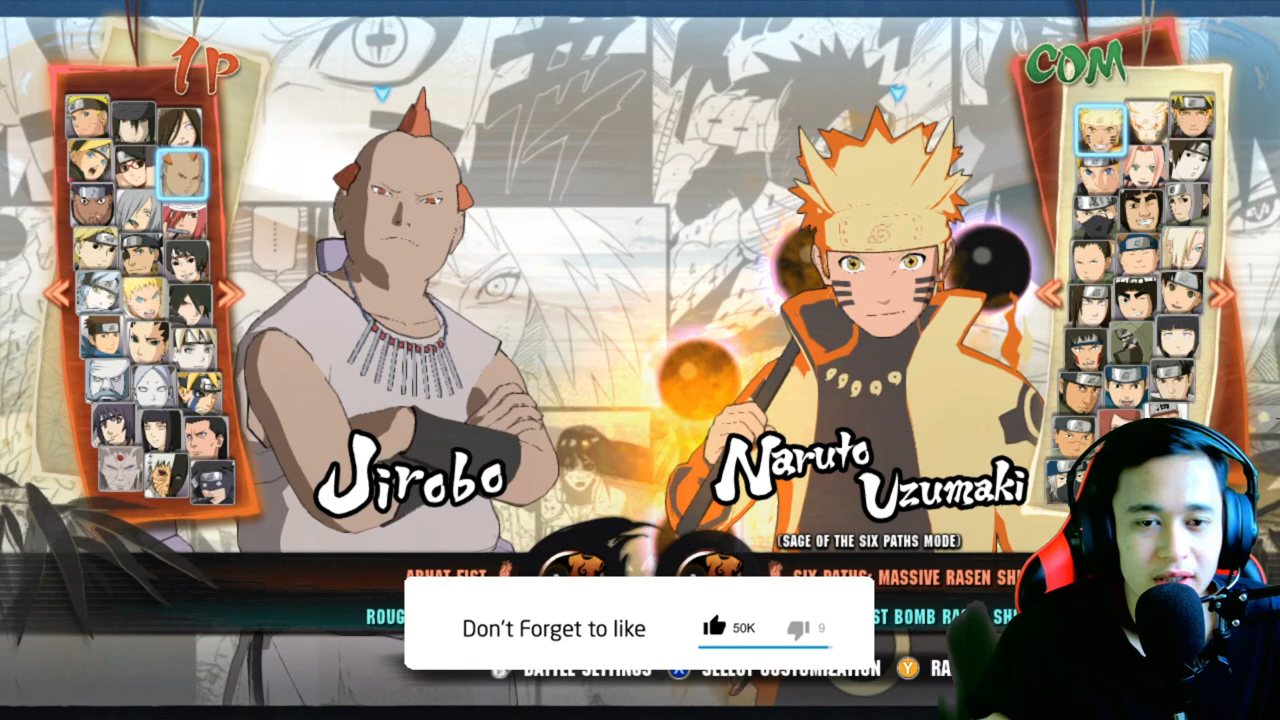 1P
COM
Jirobo
Naruto
Uzumaki
(SAGE OF THE SIX PATHS MODE)
SIX PATHS: MASSIVE RASEN
BOMB
Don't Forget to like
50K
9
BATTLE SETTINGS
X SELECT CUSTOMIZATION
Y